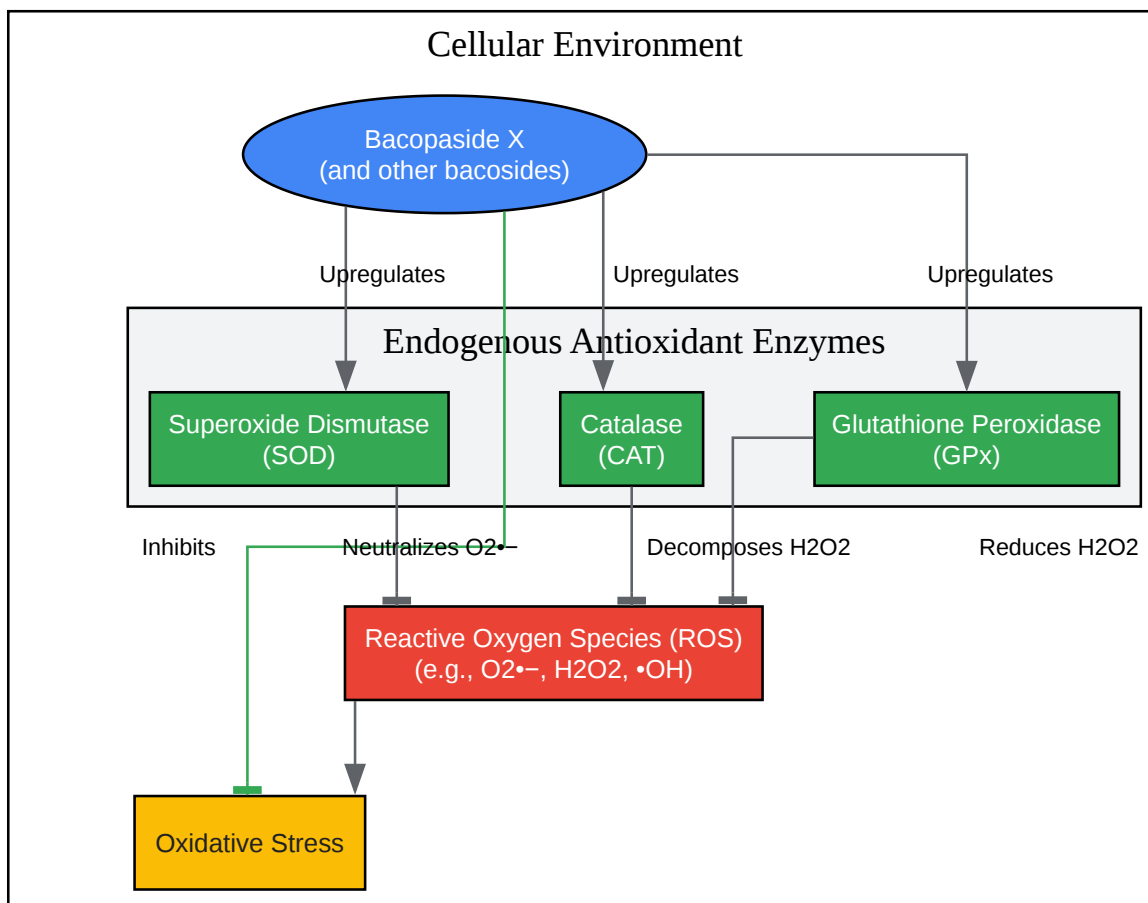 Cellular Environment
Bacopaside X
(and other bacosides)
Upregulates
Upregulates
Upregulates
Endogenous Antioxidant Enzymes
Superoxide Dismutase
(SOD)
Catalase
(CAT)
Glutathione Peroxidase
(GPx)
Inhibits
Neutralizes O2•−
Decomposes H2O2
Reduces H2O2
Reactive Oxygen Species (ROS)
(e.g., O2•−, H2O2, •OH)
Oxidative Stress